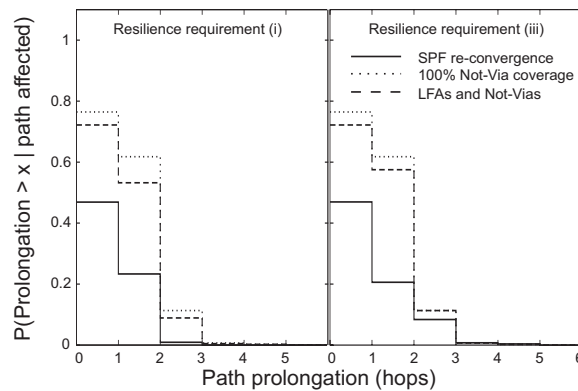 Resilience requirement (i)
Resilience requirement (iii)
SPF re-convergence
100% Not-Via coverage
LFAs and Not-Vias
P(Prolongation > x | path affected)
1
0.8
0.6
0.4
0.2
0
0 1 2 3 4 5
0 1 2 3 4 5 6
Path prolongation (hops)